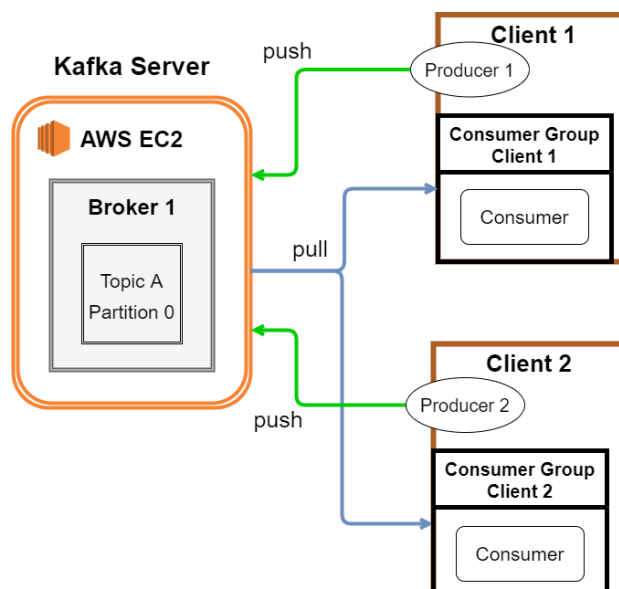 Kafka Server
AWS EC2
Broker 1
Topic A
Partition 0
push
pull
push
Client 1
Producer 1
Consumer Group
Client 1
Consumer
Client 2
Producer 2
Consumer Group
Client 2
Consumer